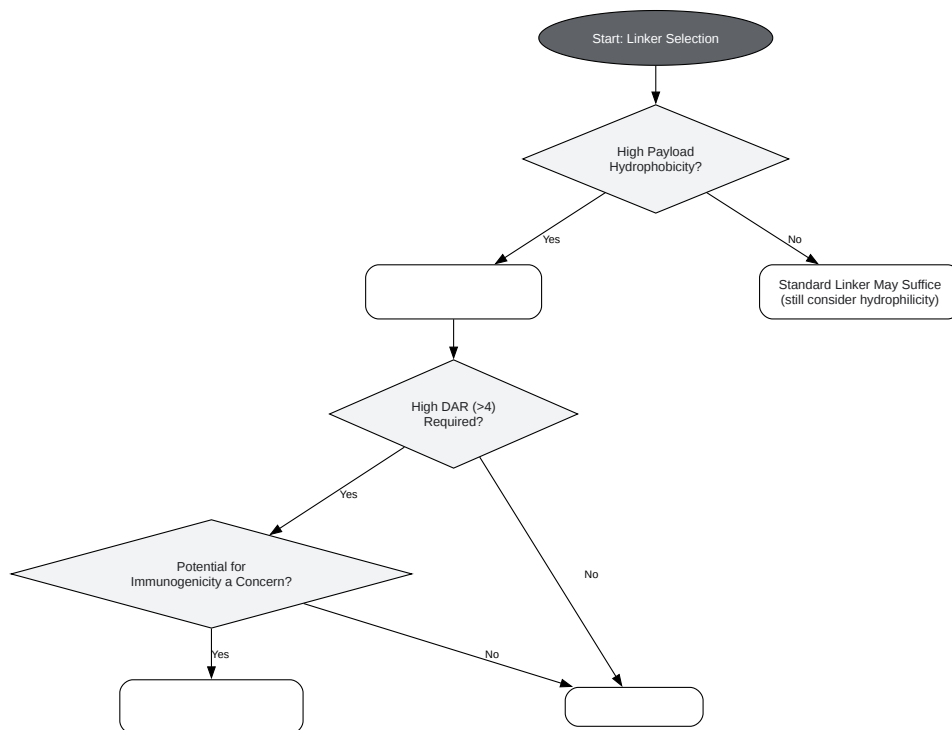 Start: Linker Selection
High Payload
Hydrophobicity?
Yes
No
Standard Linker May Suffice
(still consider hydrophilicity)
High DAR (>4)
Required?
Yes
No
Potential for
Immunogenicity a Concern?
Yes
No